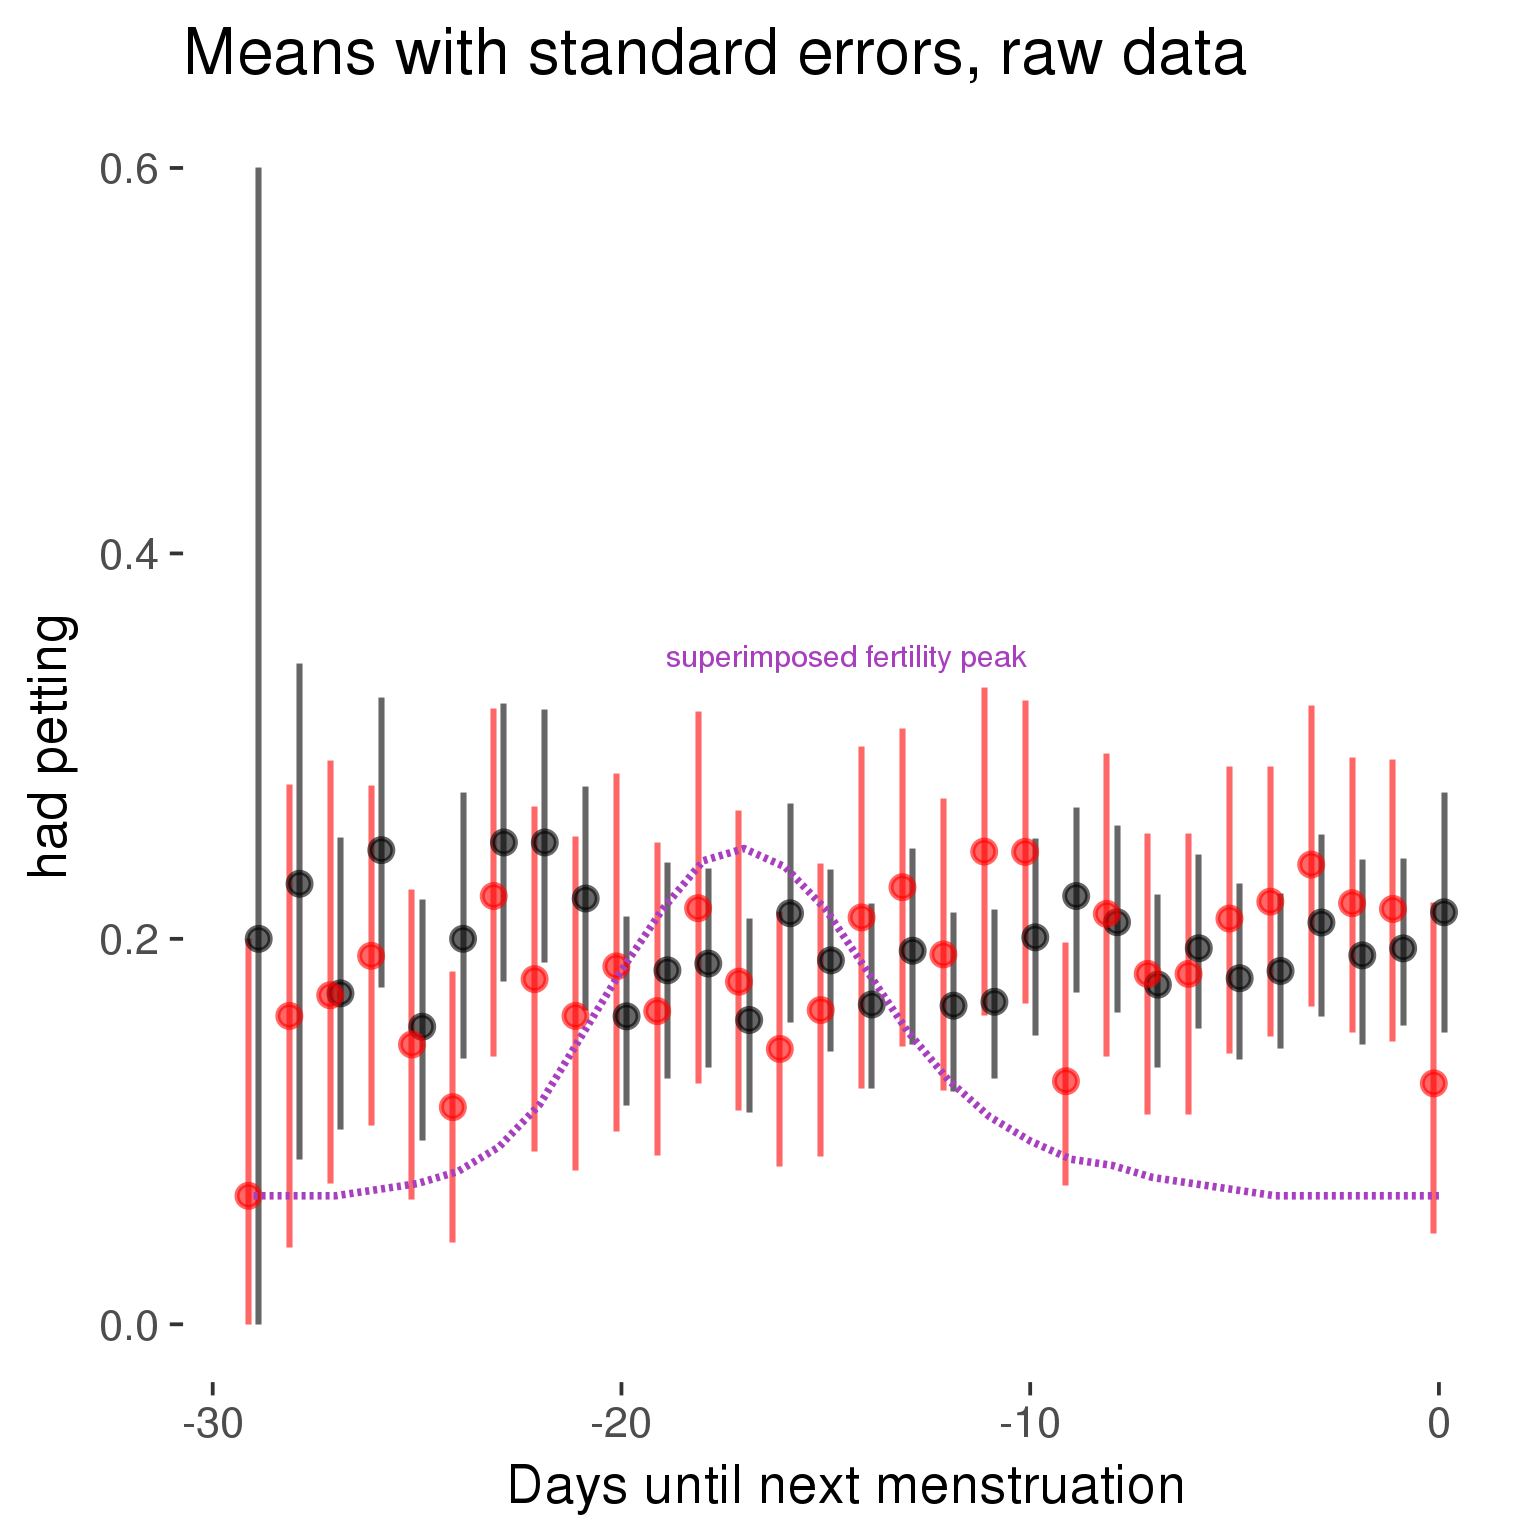 Means with standard errors, raw data
0.6
0.4
0.2
0.0
had petting
superimposed fertility peak
-30
-20
-10
0
Days until next menstruation